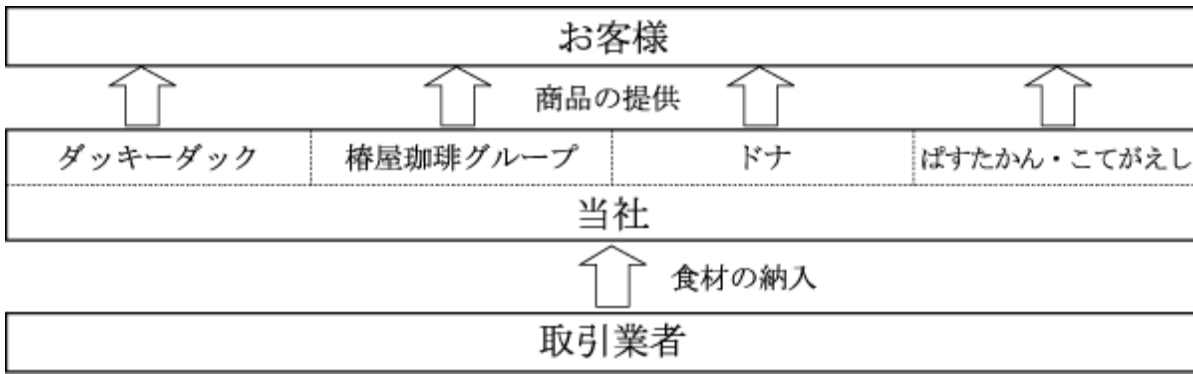 お客様
商品の提供
ダッキーダック 椿屋珈琲グループ ドナ ぱすたかん・こてがえし
当社
食材の納入
取引業者